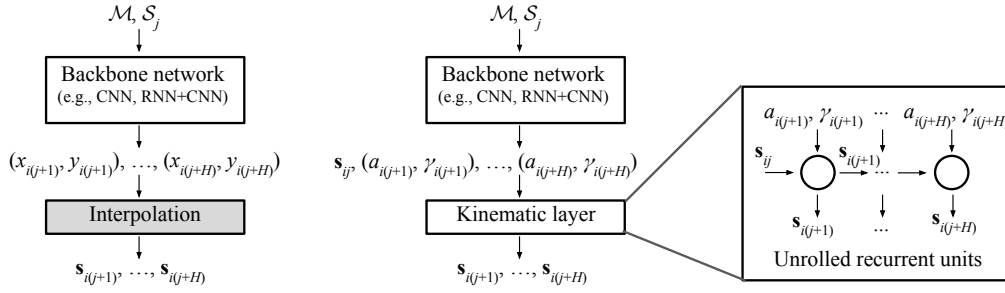 ℳ, 𝒮_j
Backbone network
(e.g., CNN, RNN+CNN)
(x_{i(j+1)}, y_{i(j+1)}), ..., (x_{i(j+H)}, y_{i(j+H)})
Interpolation
s_{i(j+1)}, ..., s_{i(j+H)}
ℳ, 𝒮_j
Backbone network
(e.g., CNN, RNN+CNN)
s_{ij}, (a_{i(j+1)}, γ_{i(j+1)}), ..., (a_{i(j+H)}, γ_{i(j+H)})
Kinematic layer
s_{i(j+1)}, ..., s_{i(j+H)}
a_{i(j+1)}, γ_{i(j+1)} ... a_{i(j+H)}, γ_{i(j+H)}
s_{ij} s_{i(j+1)} ...
s_{i(j+1)} ... s_{i(j+H)}
Unrolled recurrent units